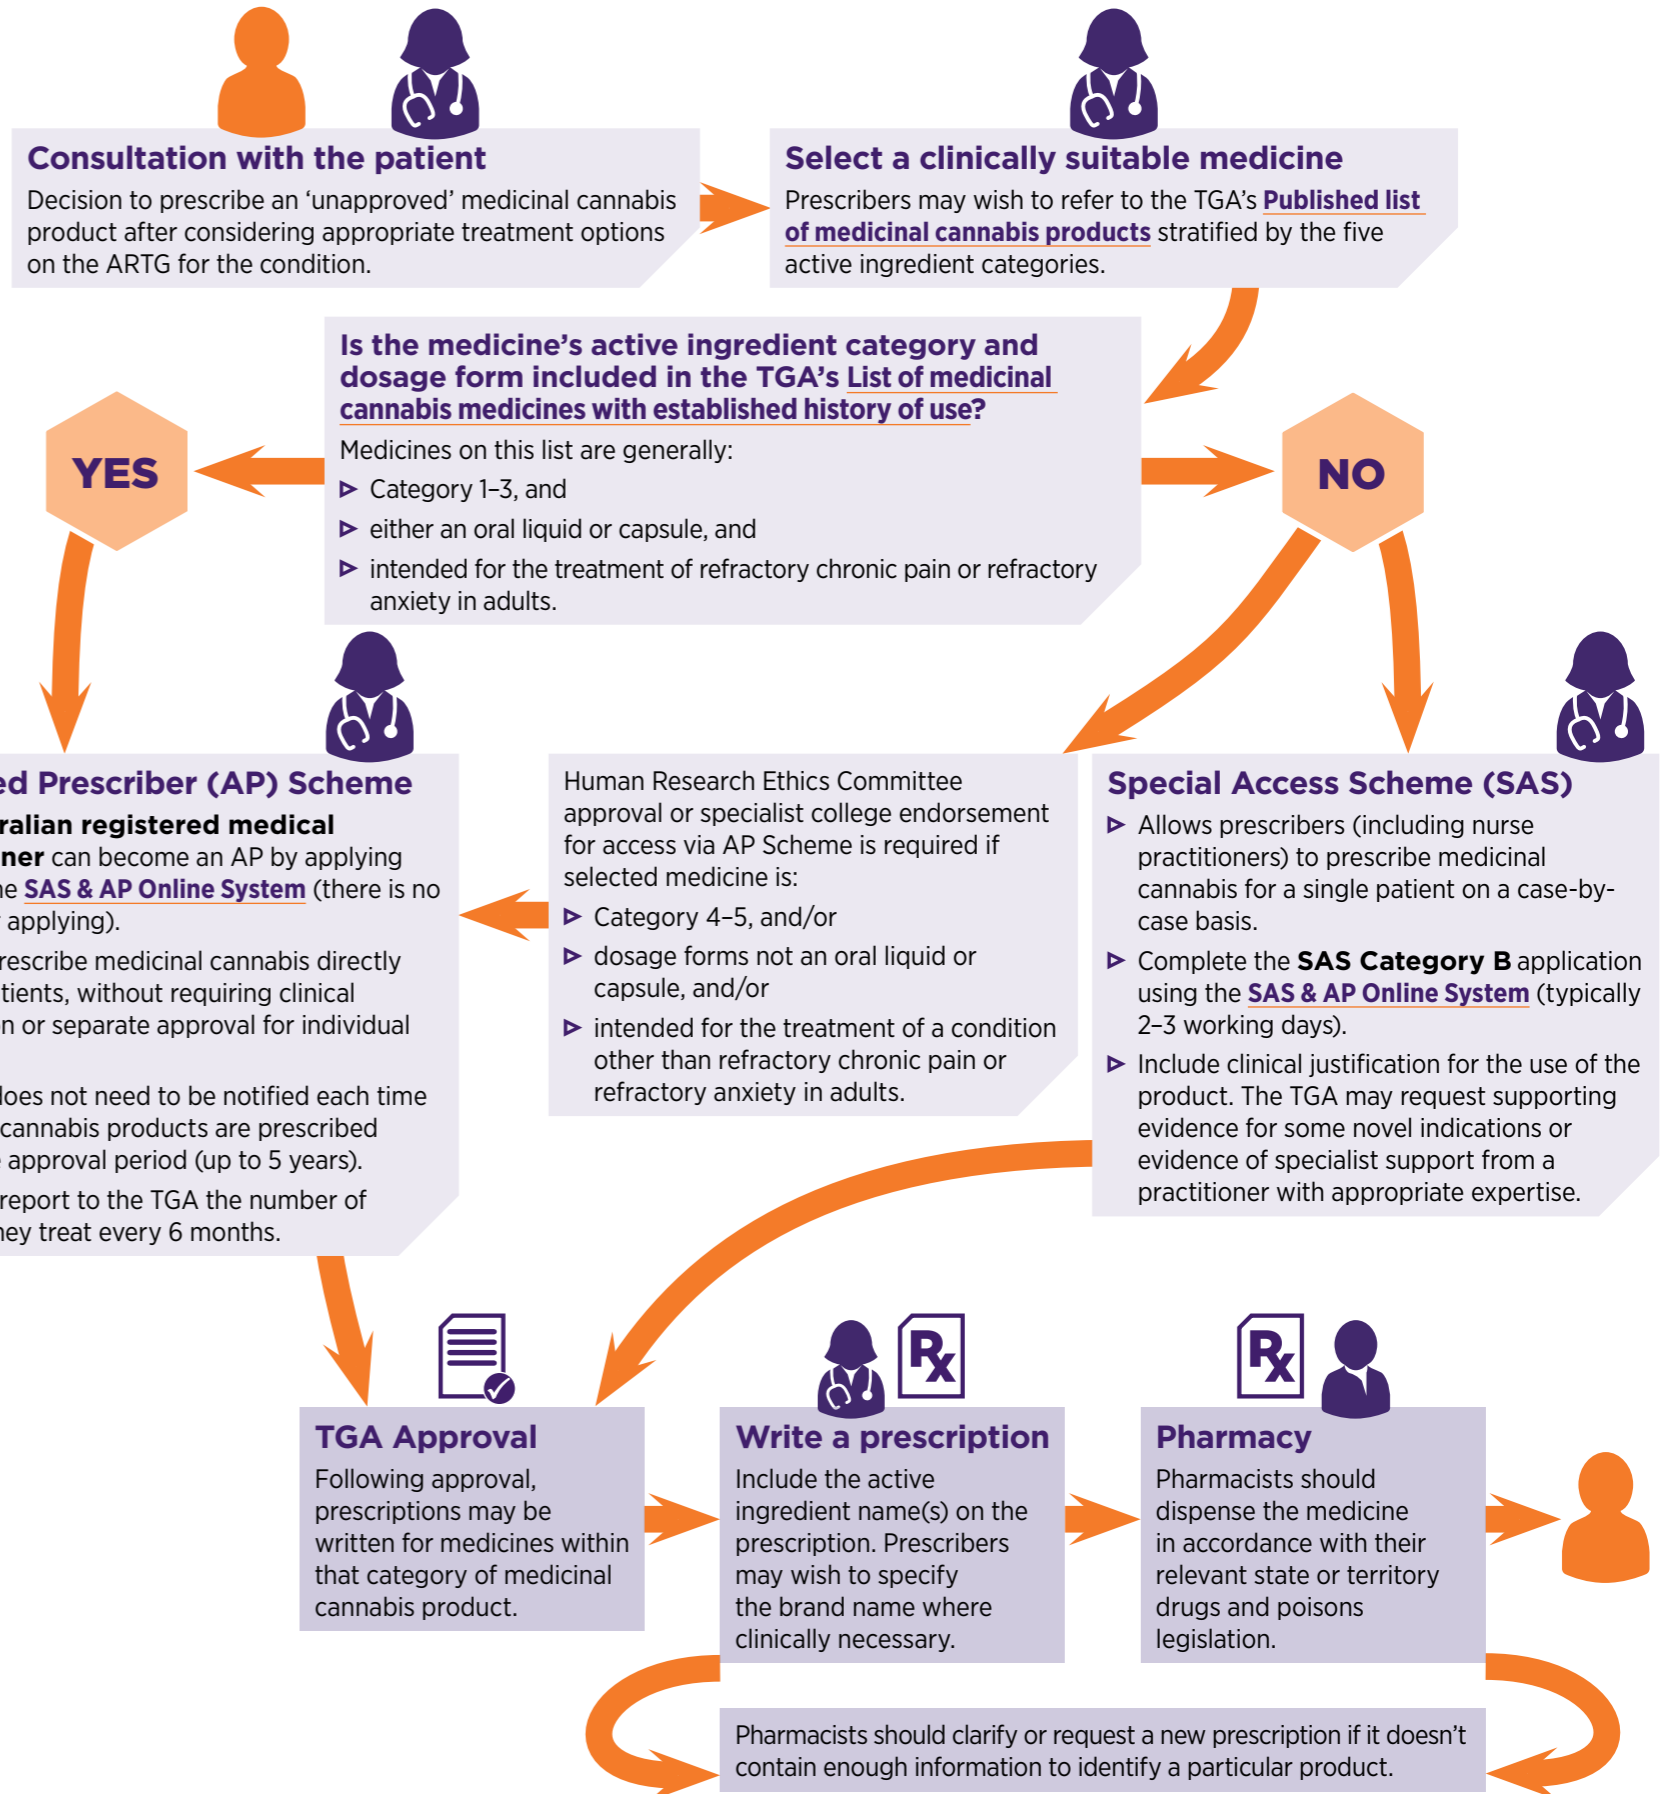 Consultation with the patient
Decision to prescribe an ‘unapproved’ medicinal cannabis
product after considering appropriate treatment options
on the ARTG for the condition.
Select a clinically suitable medicine
Prescribers may wish to refer to the TGA’s Published list
of medicinal cannabis products stratified by the five
active ingredient categories.
Is the medicine’s active ingredient category and
dosage form included in the TGA’s List of medicinal
cannabis medicines with established history of use?
Medicines on this list are generally:
Category 1–3, and
either an oral liquid or capsule, and
intended for the treatment of refractory chronic pain or refractory
anxiety in adults.
YES
NO
ed Prescriber (AP) Scheme
ralian registered medical
ner can become an AP by applying
ne SAS & AP Online System (there is no
applying).
rescribe medicinal cannabis directly
tients, without requiring clinical
on or separate approval for individual
does not need to be notified each time
cannabis products are prescribed
e approval period (up to 5 years).
report to the TGA the number of
hey treat every 6 months.
Human Research Ethics Committee
approval or specialist college endorsement
for access via AP Scheme is required if
selected medicine is:
Category 4–5, and/or
dosage forms not an oral liquid or
capsule, and/or
intended for the treatment of a condition
other than refractory chronic pain or
refractory anxiety in adults.
Special Access Scheme (SAS)
Allows prescribers (including nurse
practitioners) to prescribe medicinal
cannabis for a single patient on a case-by-
case basis.
Complete the SAS Category B application
using the SAS & AP Online System (typically
2–3 working days).
Include clinical justification for the use of the
product. The TGA may request supporting
evidence for some novel indications or
evidence of specialist support from a
practitioner with appropriate expertise.
Rx
Rx
TGA Approval
Following approval,
prescriptions may be
written for medicines within
that category of medicinal
cannabis product.
Write a prescription
Include the active
ingredient name(s) on the
prescription. Prescribers
may wish to specify
the brand name where
clinically necessary.
Pharmacy
Pharmacists should
dispense the medicine
in accordance with their
relevant state or territory
drugs and poisons
legislation.
Pharmacists should clarify or request a new prescription if it doesn’t
contain enough information to identify a particular product.